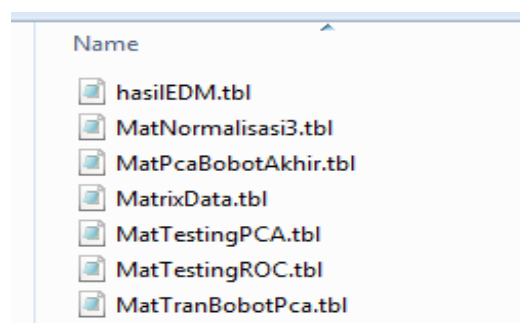 Name
hasilEDM.tbl
MatNormalisasi3.tbl
MatPcaBobotAkhir.tbl
MatrixData.tbl
MatTestingPCA.tbl
MatTestingROC.tbl
MatTranBobotPca.tbl